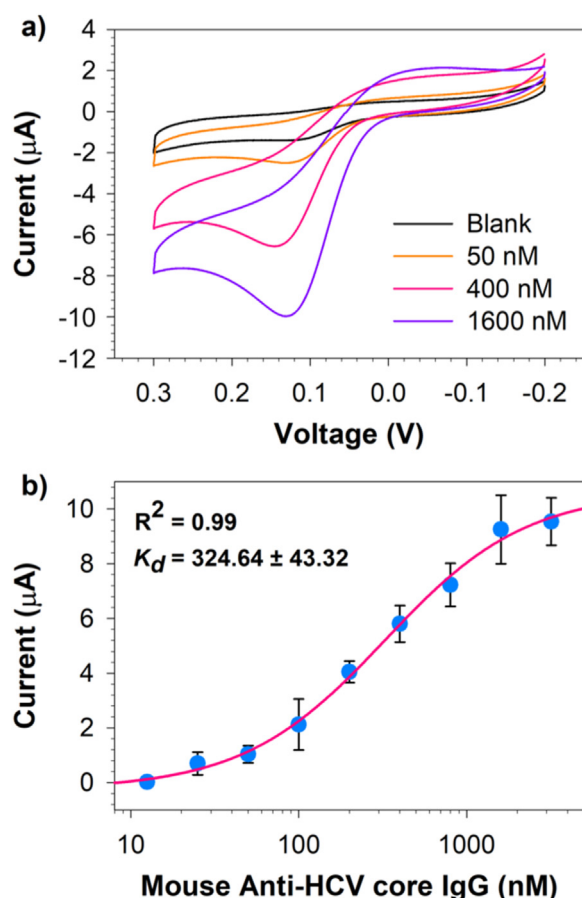 a)
4
2
0
-2
-4
-6
-8
-10
-12
Current (μA)
Blank
50 nM
400 nM
1600 nM
0.3 0.2 0.1 0.0 -0.1 -0.2
Voltage (V)
b)
R² = 0.99
K_d = 324.64 ± 43.32
10
8
6
4
2
0
Current (μA)
10 100 1000
Mouse Anti-HCV core IgG (nM)